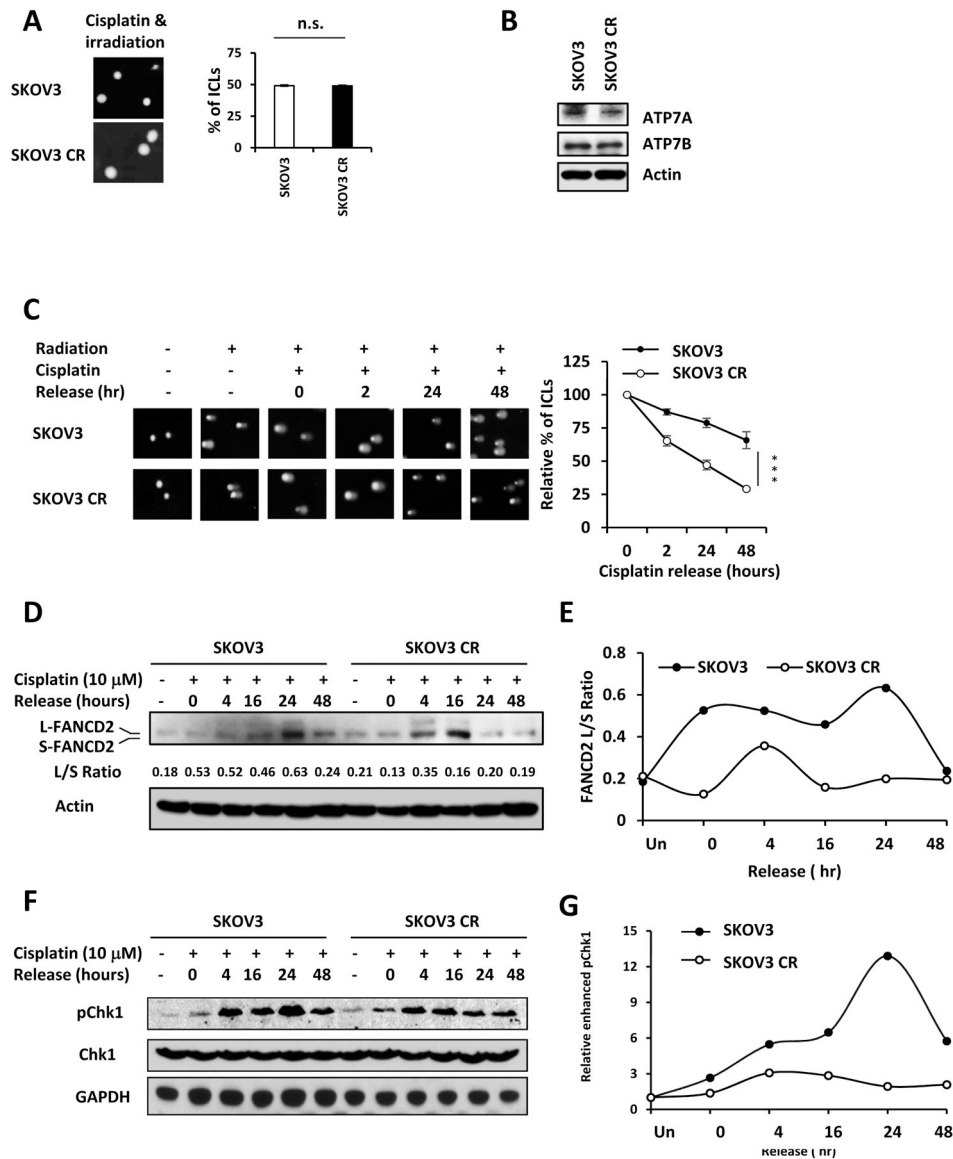 A
Cisplatin &
irradiation
SKOV3
SKOV3 CR
n.s.
% of ICLs
75
50
25
0
SKOV3
SKOV3 CR
B
SKOV3
SKOV3 CR
ATP7A
ATP7B
Actin
C
Radiation - + + + + +
Cisplatin - - + + + +
Release (hr) - - 0 2 24 48
SKOV3
SKOV3 CR
SKOV3
SKOV3 CR
Relative % of ICLs
125
100
75
50
25
0
***
0 2 24 48
Cisplatin release (hours)
D
SKOV3 SKOV3 CR
Cisplatin (10 μM) - + + + + + - + + + + +
Release (hours) - 0 4 16 24 48 - 0 4 16 24 48
L-FANCD2
S-FANCD2
L/S Ratio 0.18 0.53 0.52 0.46 0.63 0.24 0.21 0.13 0.35 0.16 0.20 0.19
Actin
E
SKOV3 SKOV3 CR
FANCD2 L/S Ratio
0.8
0.6
0.4
0.2
0
Un 0 4 16 24 48
Release ( hr)
F
SKOV3 SKOV3 CR
Cisplatin (10 μM) - + + + + + - + + + + +
Release (hours) - 0 4 16 24 48 - 0 4 16 24 48
pChk1
Chk1
GAPDH
G
SKOV3
SKOV3 CR
Relative enhanced pChk1
15
12
9
6
3
0
Un 0 4 16 24 48
Release ( hr)